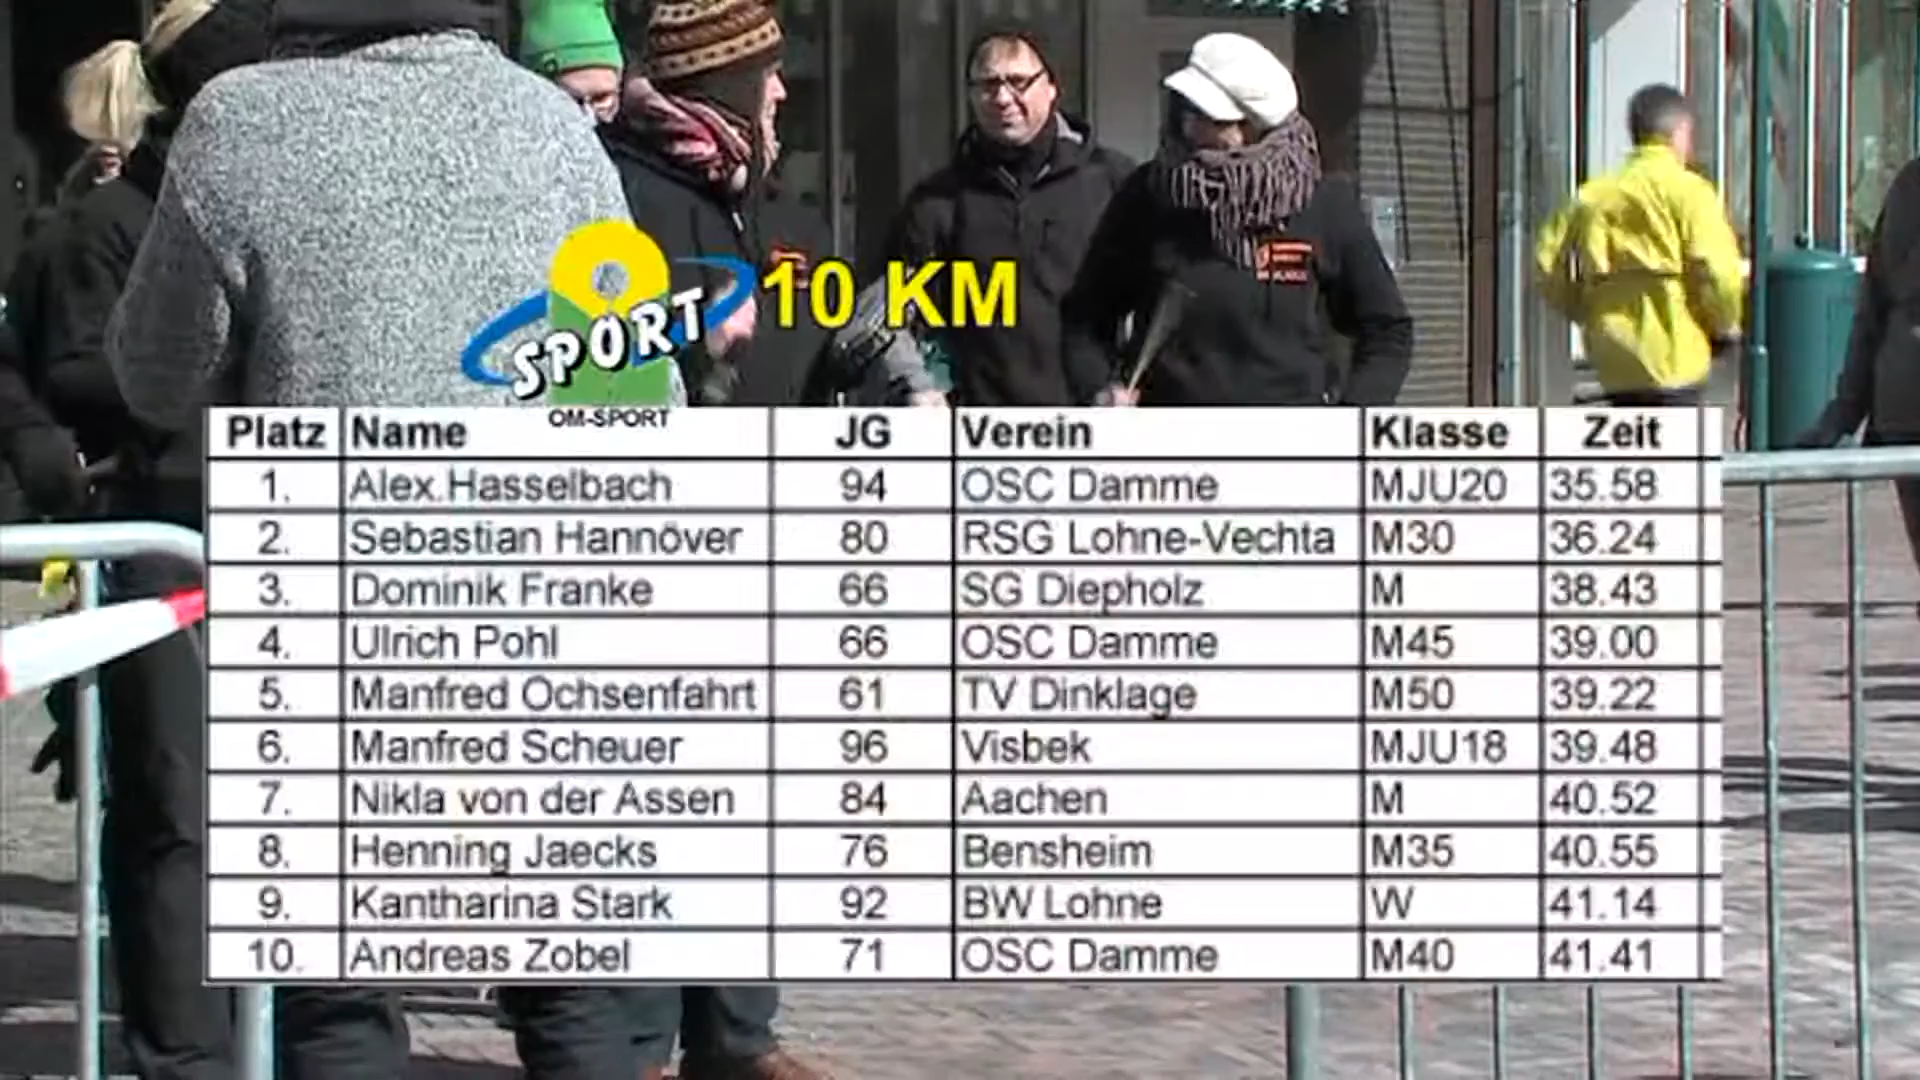 SPORT 10 KM
OM-SPORT
Platz Name JG Verein Klasse Zeit
1. Alex.Hasselbach 94 OSC Damme MJU20 35.58
2. Sebastian Hannöver 80 RSG Lohne-Vechta M30 36.24
3. Dominik Franke 66 SG Diepholz M 38.43
4. Ulrich Pohl 66 OSC Damme M45 39.00
5. Manfred Ochsenfahrt 61 TV Dinklage M50 39.22
6. Manfred Scheuer 96 Visbek MJU18 39.48
7. Nikla von der Assen 84 Aachen M 40.52
8. Henning Jaecks 76 Bensheim M35 40.55
9. Kantharina Stark 92 BW Lohne W 41.14
10. Andreas Zobel 71 OSC Damme M40 41.41